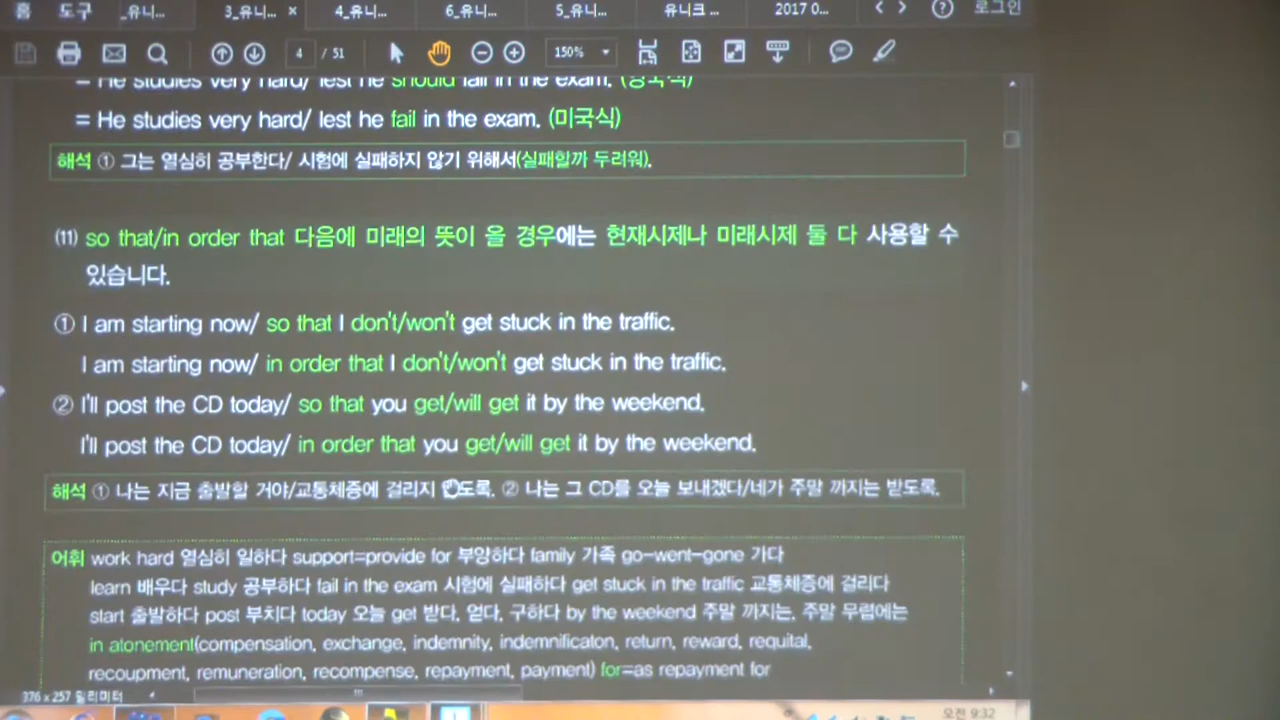 홈 도구 _유니... 3_유니... × 4_유니... 6_유니... 5_유니... 유니크 ... 2017 0... 로그인
4 / 51 150%
= He studies very hard/ lest he should fail in the exam. (영국식)
= He studies very hard/ lest he fail in the exam. (미국식)
해석 ① 그는 열심히 공부한다/ 시험에 실패하지 않기 위해서(실패할까 두려워).
(11) so that/in order that 다음에 미래의 뜻이 올 경우에는 현재시제나 미래시제 둘 다 사용할 수
있습니다.
① I am starting now/ so that I don't/won't get stuck in the traffic.
I am starting now/ in order that I don't/won't get stuck in the traffic.
② I'll post the CD today/ so that you get/will get it by the weekend.
I'll post the CD today/ in order that you get/will get it by the weekend.
해석 ① 나는 지금 출발할 거야/교통체증에 걸리지 도록. ② 나는 그 CD를 오늘 보내겠다/네가 주말 까지는 받도록.
어휘 work hard 열심히 일하다 support=provide for 부양하다 family 가족 go-went-gone 가다
learn 배우다 study 공부하다 fail in the exam 시험에 실패하다 get stuck in the traffic 교통체증에 걸리다
start 출발하다 post 부치다 today 오늘 get 받다, 얻다, 구하다 by the weekend 주말 까지는, 주말 무렵에는
in atonement(compensation, exchange, indemnity, indemnificaton, return, reward, requital,
recoupment, remuneration, recompense, repayment, payment) for=as repayment for
376 x 257 밀리미터
오전 9:32